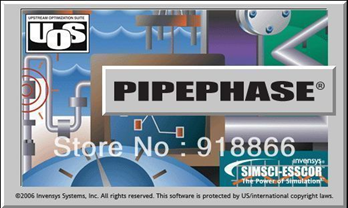 UPSTREAM OPTIMIZATION SUITE
UOS
PIPEPHASE®
Store No : 918866
invensys
SIMSCI-ESSCOR
The Power of Simulation™
©2006 Invensys Systems, Inc. All rights reserved. This software is protected by US/international copyright laws.